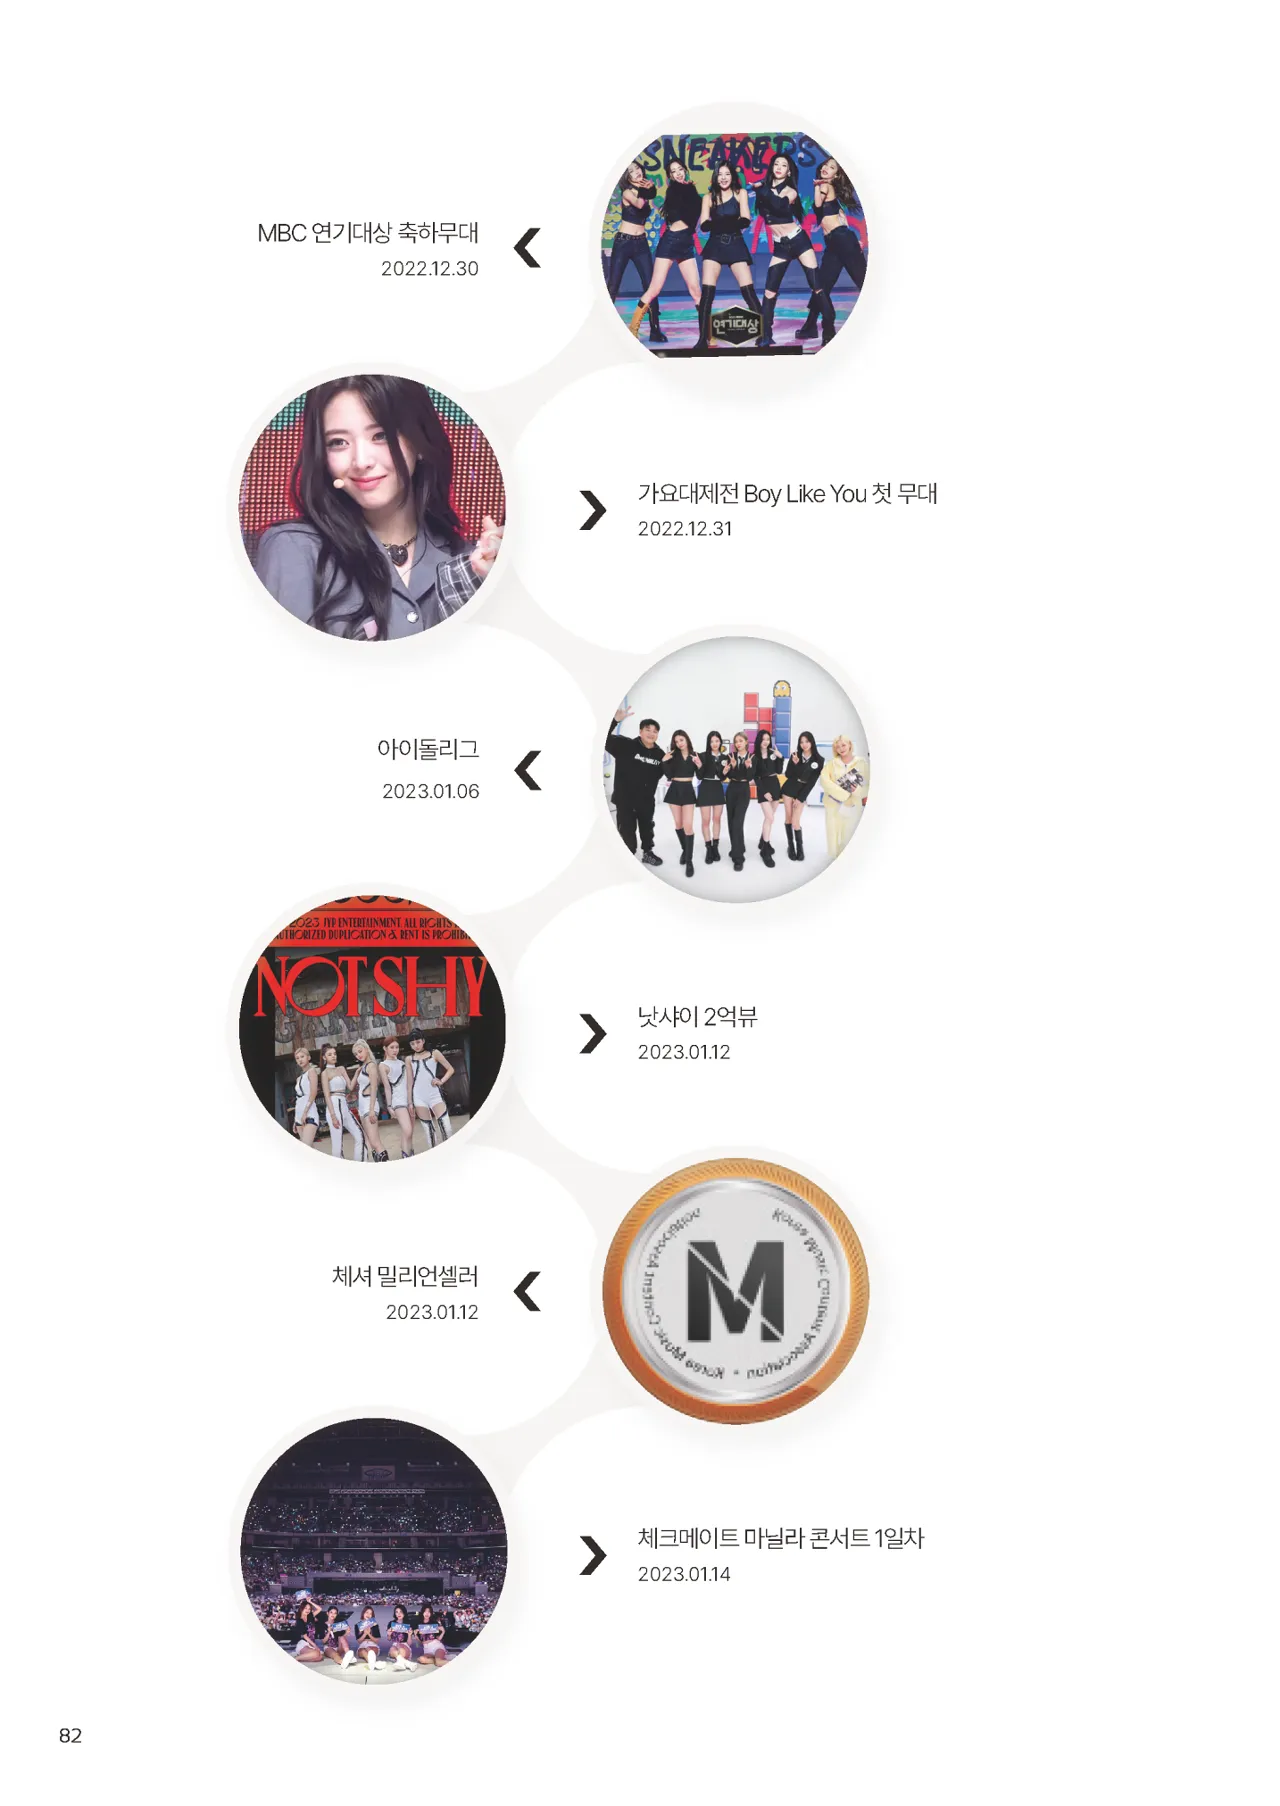 SNEAKERS
연기대상
MBC 연기대상 축하무대
2022.12.30
가요대제전 Boy Like You 첫 무대
2022.12.31
아이돌리그
2023.01.06
2023 JYP ENTERTAINMENT. ALL RIGHTS
AUTHORIZED DUPLICATION & RENT IS PROHIBI
NOT SHY
낫샤이 2억뷰
2023.01.12
Korea Music Content Association
M
Korea Music Content Association
체셔 밀리언셀러
2023.01.12
체크메이트 마닐라 콘서트 1일차
2023.01.14
82